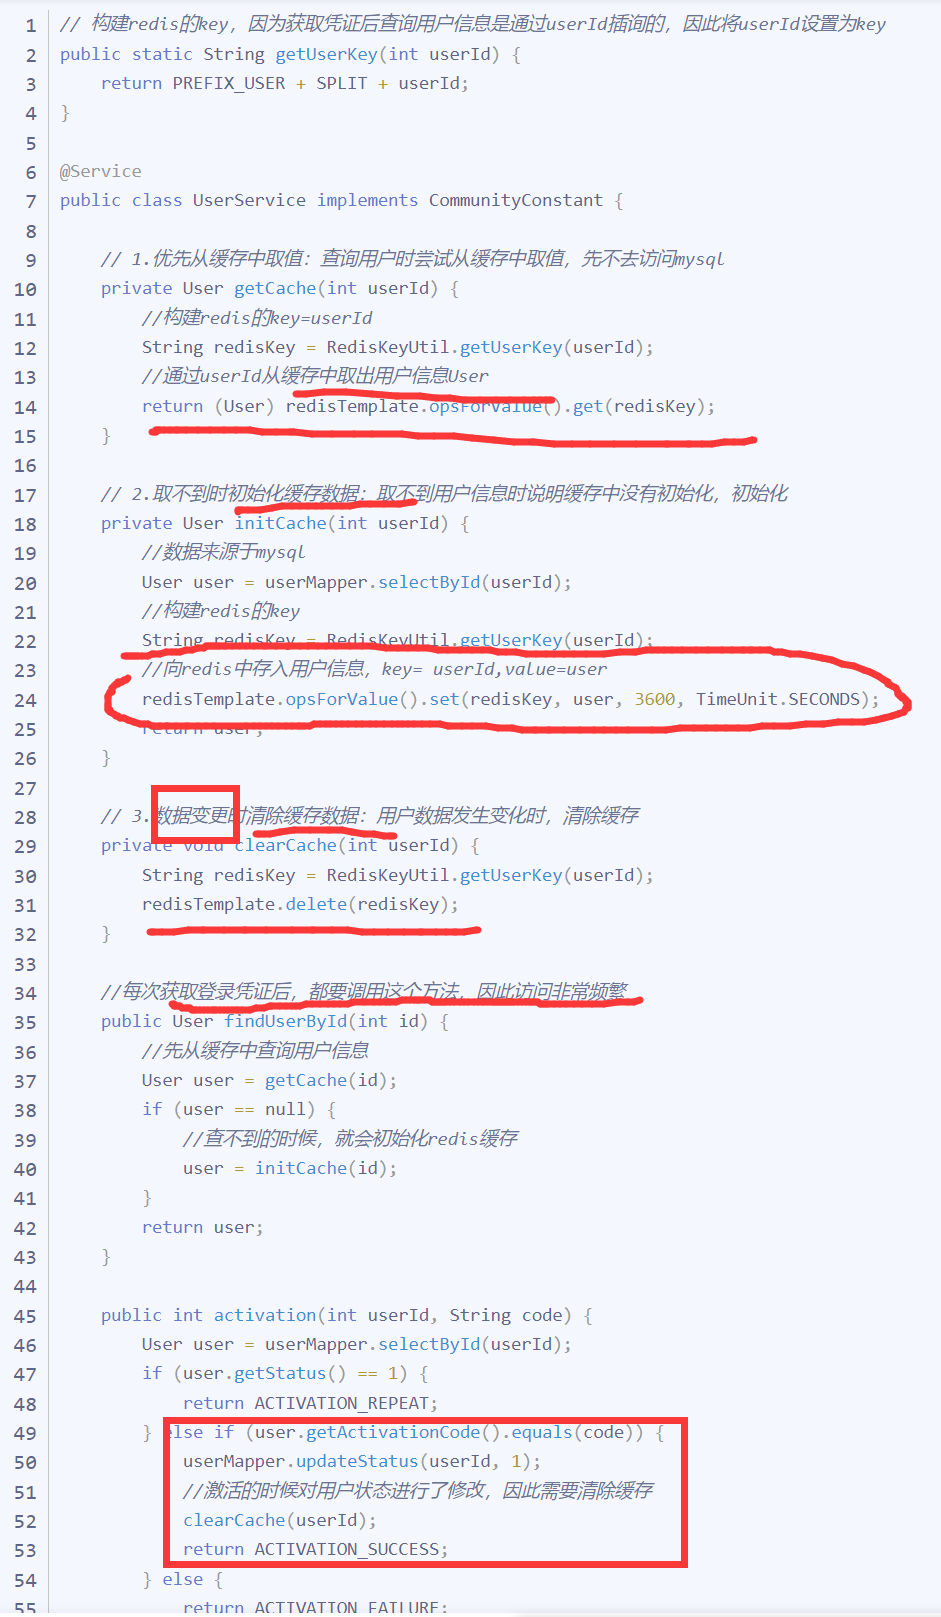 1 // 构建redis的key，因为获取凭证后查询用户信息是通过userId插询的，因此将userId设置为key
2 public static String getUserKey(int userId) {
3 return PREFIX_USER + SPLIT + userId;
4 }
5
6 @Service
7 public class UserService implements CommunityConstant {
8
9 // 1.优先从缓存中取值：查询用户时尝试从缓存中取值，先不去访问mysql
10 private User getCache(int userId) {
11 //构建redis的key=userId
12 String redisKey = RedisKeyUtil.getUserKey(userId);
13 //通过userId从缓存中取出用户信息User
14 return (User) redisTemplate.opsForValue().get(redisKey);
15 }
16
17 // 2.取不到时初始化缓存数据：取不到用户信息时说明缓存中没有初始化，初始化
18 private User initCache(int userId) {
19 //数据来源于mysql
20 User user = userMapper.selectById(userId);
21 //构建redis的key
22 String redisKey = RedisKeyUtil.getUserKey(userId);
23 //向redis中存入用户信息，key= userId,value=user
24 redisTemplate.opsForValue().set(redisKey, user, 3600, TimeUnit.SECONDS);
25 return user;
26 }
27
28 // 3.数据变更时清除缓存数据：用户数据发生变化时，清除缓存
29 private void clearCache(int userId) {
30 String redisKey = RedisKeyUtil.getUserKey(userId);
31 redisTemplate.delete(redisKey);
32 }
33
34 //每次获取登录凭证后，都要调用这个方法，因此访问非常频繁
35 public User findUserById(int id) {
36 //先从缓存中查询用户信息
37 User user = getCache(id);
38 if (user == null) {
39 //查不到的时候，就会初始化redis缓存
40 user = initCache(id);
41 }
42 return user;
43 }
44
45 public int activation(int userId, String code) {
46 User user = userMapper.selectById(userId);
47 if (user.getStatus() == 1) {
48 return ACTIVATION_REPEAT;
49 } else if (user.getActivationCode().equals(code)) {
50 userMapper.updateStatus(userId, 1);
51 //激活的时候对用户状态进行了修改，因此需要清除缓存
52 clearCache(userId);
53 return ACTIVATION_SUCCESS;
54 } else {
55 return ACTIVATION_FAILURE;